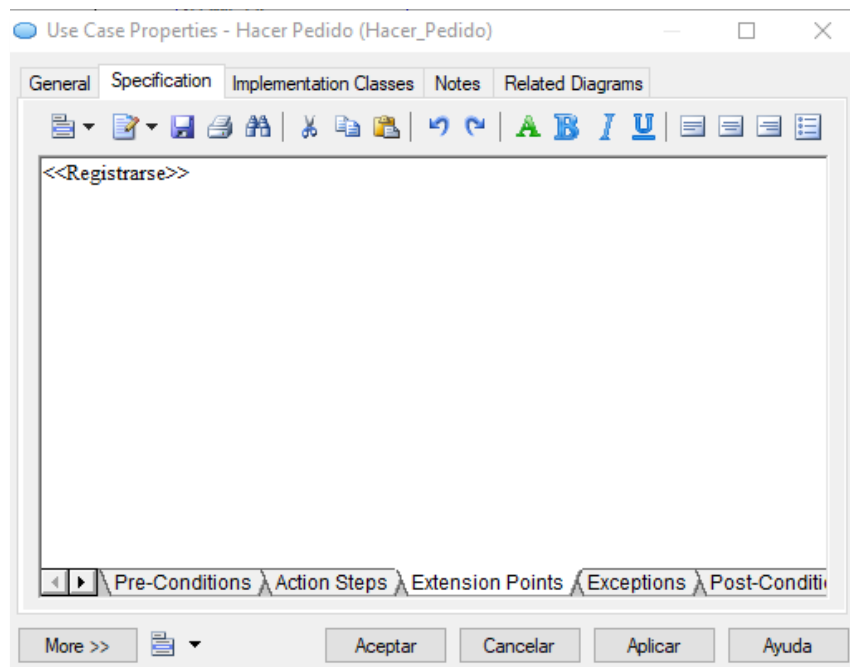 Use Case Properties - Hacer Pedido (Hacer_Pedido)
General Specification Implementation Classes Notes Related Diagrams
A B I U
<<Registrarse>>
Pre-Conditions Action Steps Extension Points Exceptions Post-Conditi
More >> Aceptar Cancelar Aplicar Ayuda